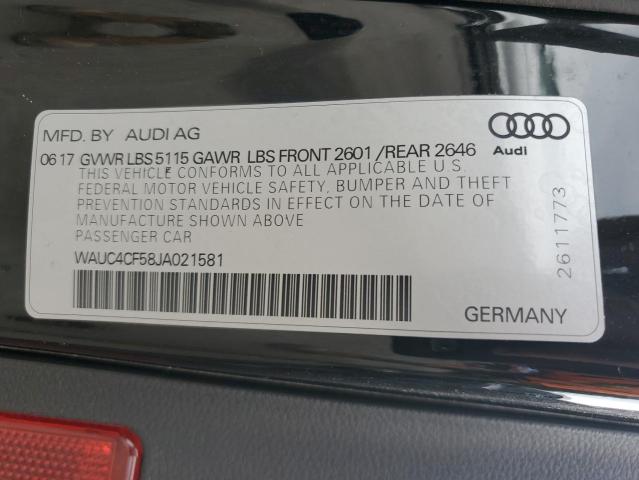 MFD. BY AUDI AG
Audi
06 17 GVWR LBS 5115 GAWR LBS FRONT 2601 /REAR 2646
THIS VEHICLE CONFORMS TO ALL APPLICABLE U.S.
FEDERAL MOTOR VEHICLE SAFETY, BUMPER AND THEFT
PREVENTION STANDARDS IN EFFECT ON THE DATE OF
MANUFACTURE SHOWN ABOVE
PASSENGER CAR
WAUC4CF58JA021581
26111773
GERMANY